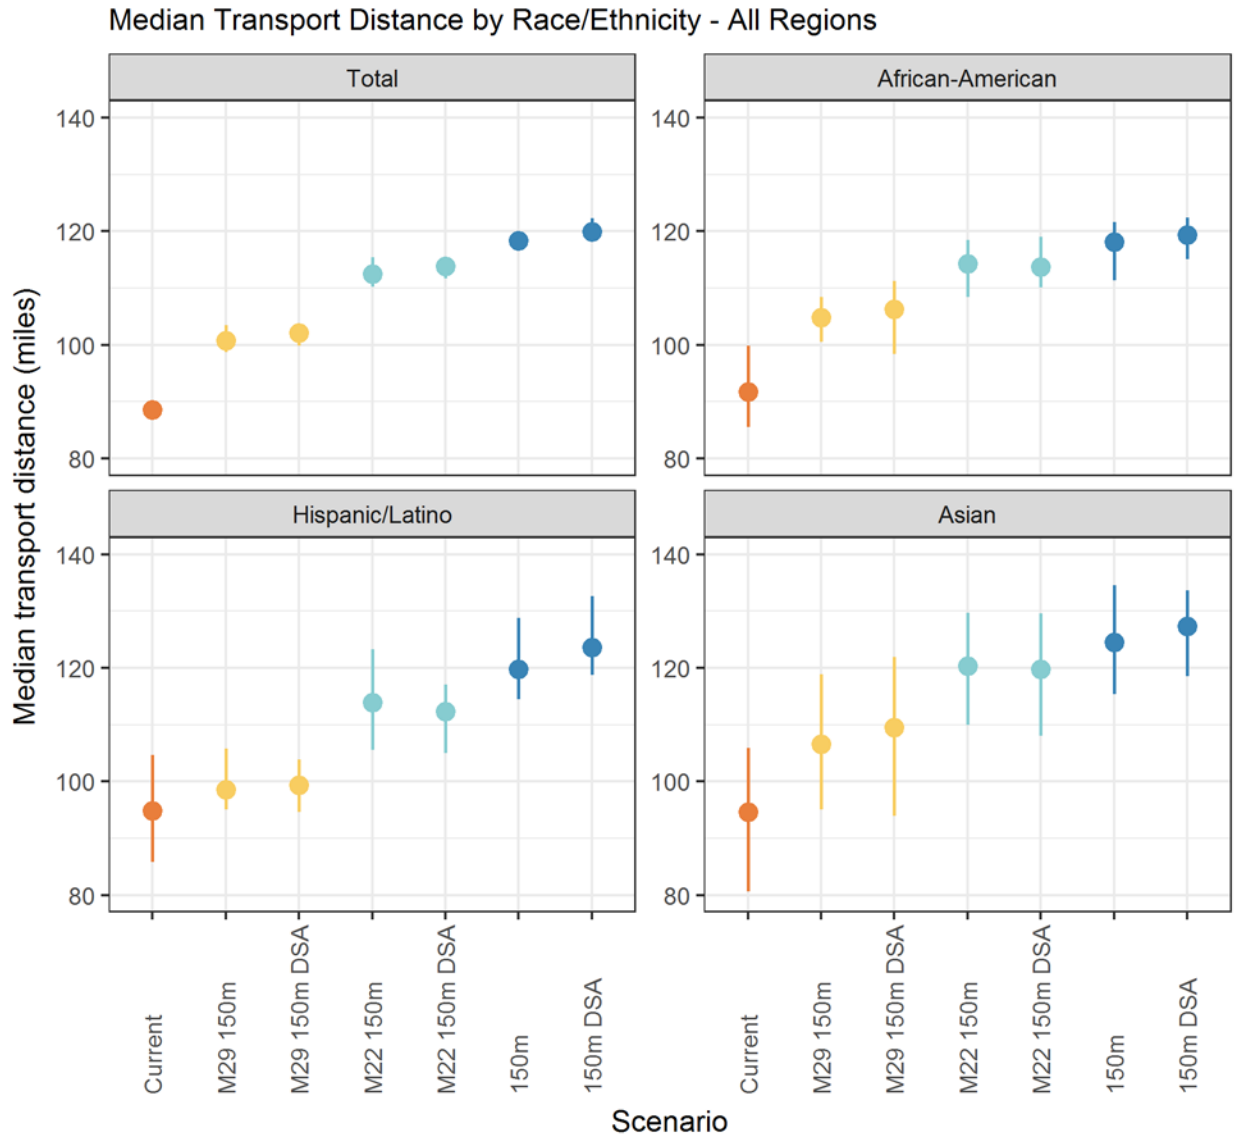 Median Transport Distance by Race/Ethnicity - All Regions
Total
African-American
140
120
100
80
140
120
100
80
Hispanic/Latino
Asian
140
120
100
80
140
120
100
80
Median transport distance (miles)
Current
M29 150m
M29 150m DSA
M22 150m
M22 150m DSA
150m
150m DSA
Current
M29 150m
M29 150m DSA
M22 150m
M22 150m DSA
150m
150m DSA
Scenario